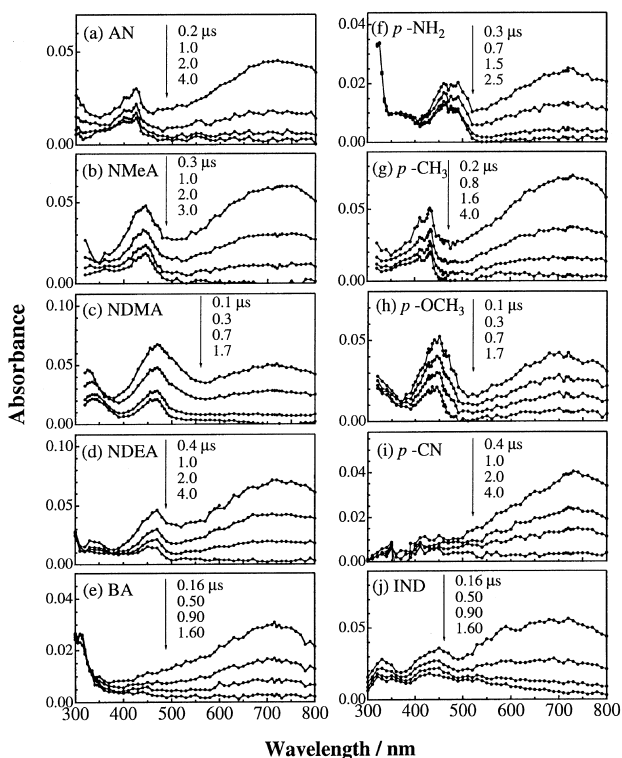 (a) AN
0.2 μs
1.0
2.0
4.0
0.05
0.00
(b) NMeA
0.3 μs
1.0
2.0
3.0
0.05
0.00
(c) NDMA
0.1 μs
0.3
0.7
1.7
0.10
0.05
0.00
(d) NDEA
0.4 μs
1.0
2.0
4.0
0.10
0.05
0.00
(e) BA
0.16 μs
0.50
0.90
1.60
0.04
0.02
0.00
300 400 500 600 700 800
(f) p -NH₂
0.3 μs
0.7
1.5
2.5
0.04
0.02
0.00
(g) p -CH₃
0.2 μs
0.8
1.6
4.0
0.05
0.00
(h) p -OCH₃
0.1 μs
0.3
0.7
1.7
0.05
0.00
(i) p -CN
0.4 μs
1.0
2.0
4.0
0.04
0.02
0.00
(j) IND
0.16 μs
0.50
0.90
1.60
0.05
0.00
300 400 500 600 700 800
Absorbance
Wavelength / nm